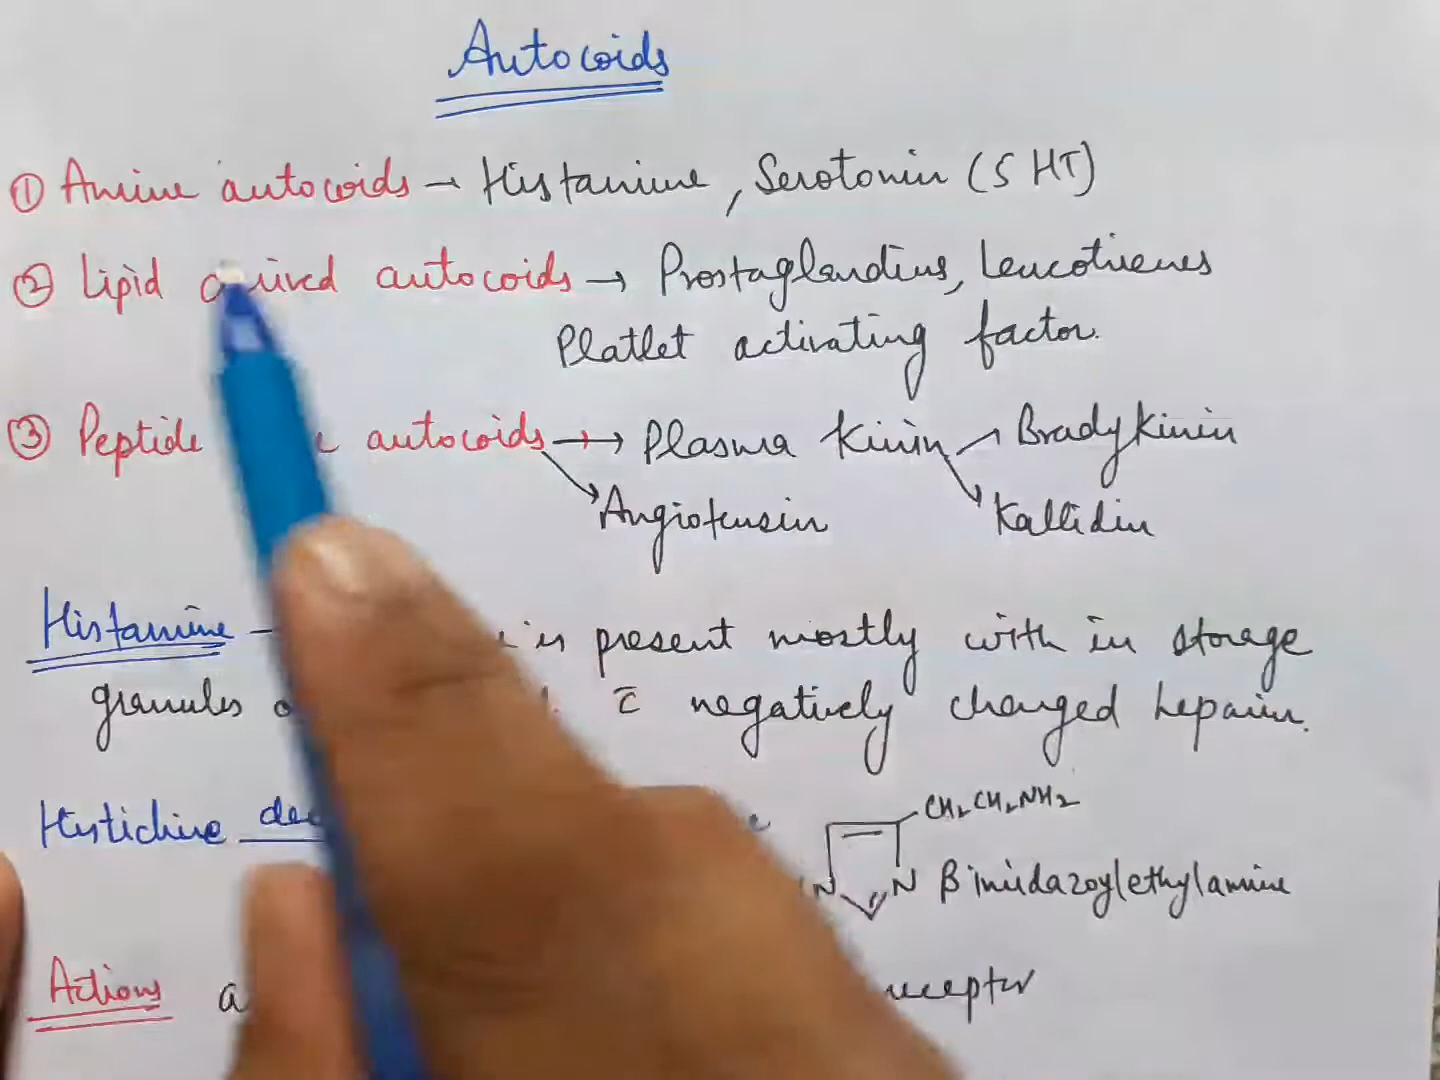 Autocoids
① Amine autocoids → Histamine, Serotonin (5 HT)
② Lipid autocoids → Prostaglandins, Leucotrienes
Platlet activating factor.
③ Peptide autocoids → Plasma Kinin → Bradykinin
Angiotensin Kallidin
Histamine - is present mostly with in storage
granules c̄ negatively charged heparin.
Histidine
CH2CH2NH2
N N β imidazoylethylamine
Actions a receptor